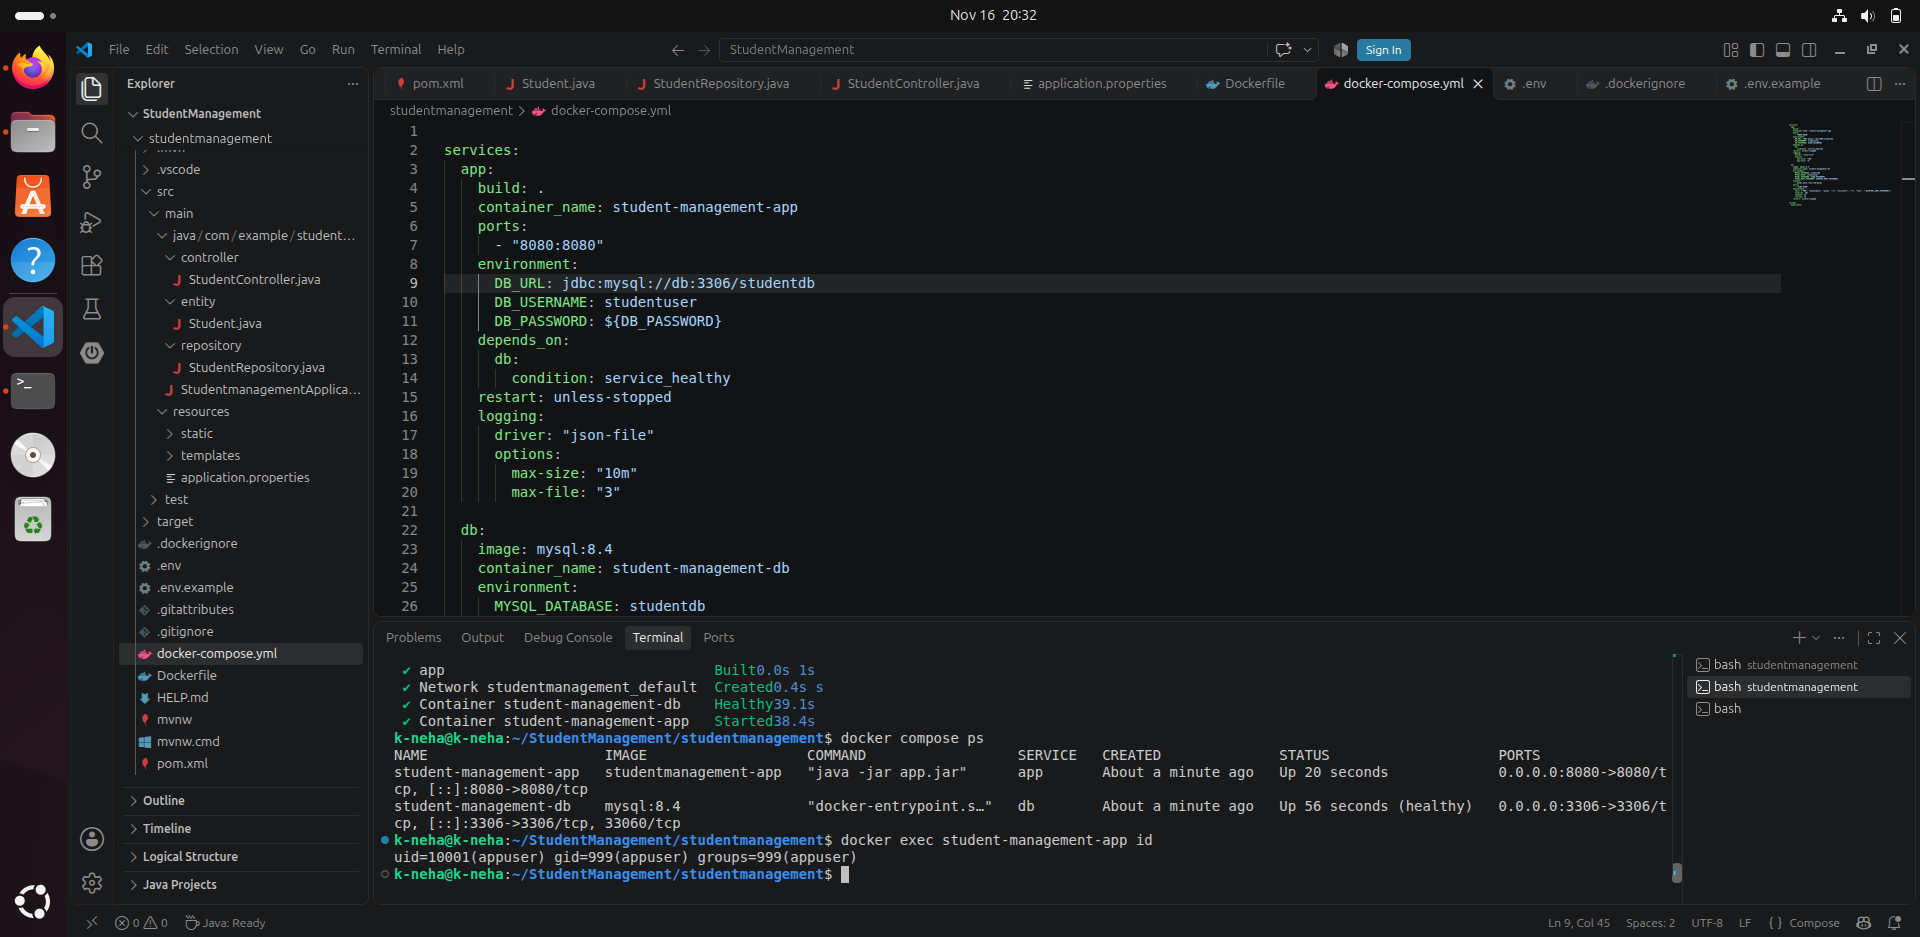 Nov 16 20:32
File Edit Selection View Go Run Terminal Help
StudentManagement
Sign In
Explorer
pom.xml
Student.java
StudentRepository.java
StudentController.java
application.properties
Dockerfile
docker-compose.yml
.env
.dockerignore
.env.example
StudentManagement
studentmanagement
.vscode
src
main
java/com/example/student...
controller
StudentController.java
entity
Student.java
repository
StudentRepository.java
StudentmanagementApplica...
resources
static
templates
application.properties
test
target
.dockerignore
.env
.env.example
.gitattributes
.gitignore
docker-compose.yml
Dockerfile
HELP.md
mvnw
mvnw.cmd
pom.xml
Outline
Timeline
Logical Structure
Java Projects
studentmanagement > docker-compose.yml
1
2 services:
3 app:
4 build: .
5 container_name: student-management-app
6 ports:
7 - "8080:8080"
8 environment:
9 DB_URL: jdbc:mysql://db:3306/studentdb
10 DB_USERNAME: studentuser
11 DB_PASSWORD: ${DB_PASSWORD}
12 depends_on:
13 db:
14 condition: service_healthy
15 restart: unless-stopped
16 logging:
17 driver: "json-file"
18 options:
19 max-size: "10m"
20 max-file: "3"
21
22 db:
23 image: mysql:8.4
24 container_name: student-management-db
25 environment:
26 MYSQL_DATABASE: studentdb
Problems Output Debug Console Terminal Ports
✔ app Built0.0s 1s
✔ Network studentmanagement_default Created0.4s s
✔ Container student-management-db Healthy39.1s
✔ Container student-management-app Started38.4s
k-neha@k-neha:~/StudentManagement/studentmanagement$ docker compose ps
NAME IMAGE COMMAND SERVICE CREATED STATUS PORTS
student-management-app studentmanagement-app "java -jar app.jar" app About a minute ago Up 20 seconds 0.0.0.0:8080->8080/t
cp, [::]:8080->8080/tcp
student-management-db mysql:8.4 "docker-entrypoint.s…" db About a minute ago Up 56 seconds (healthy) 0.0.0.0:3306->3306/t
cp, [::]:3306->3306/tcp, 33060/tcp
k-neha@k-neha:~/StudentManagement/studentmanagement$ docker exec student-management-app id
uid=10001(appuser) gid=999(appuser) groups=999(appuser)
k-neha@k-neha:~/StudentManagement/studentmanagement$
bash studentmanagement
bash studentmanagement
bash
0 0 Java: Ready
Ln 9, Col 45 Spaces: 2 UTF-8 LF { } Compose